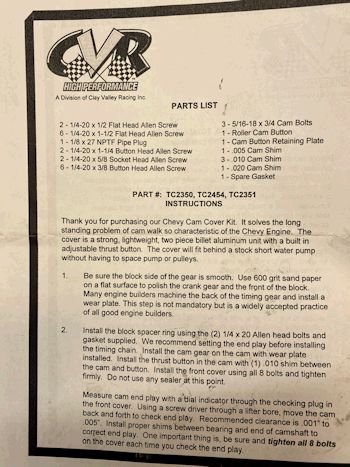 CVR
HIGH PERFORMANCE
A Division of Clay Valley Racing Inc.
PARTS LIST
2 - 1/4-20 x 1/2 Flat Head Allen Screw
6 - 1/4-20 x 1-1/2 Flat Head Allen Screw
1 - 1/8 x 27 NPTF Pipe Plug
2 - 1/4-20 x 1-1/4 Button Head Allen Screw
2 - 1/4-20 x 5/8 Socket Head Allen Screw
6 - 1/4-20 x 3/8 Button Head Allen Screw
3 - 5/16-18 x 3/4 Cam Bolts
1 - Roller Cam Button
1 - Cam Button Retaining Plate
1 - .005 Cam Shim
3 - .010 Cam Shim
1 - .020 Cam Shim
1 - Spare Gasket
PART #: TC2350, TC2454, TC2351
INSTRUCTIONS
Thank you for purchasing our Chevy Cam Cover Kit. It solves the long
standing problem of cam walk so characteristic of the Chevy Engine. The
cover is a strong, lightweight, two piece billet aluminum unit with a built in
adjustable thrust button. The cover will fit behind a stock short water pump
without having to space pump or pulleys.
1. Be sure the block side of the gear is smooth. Use 600 grit sand paper
on a flat surface to polish the crank gear and the front of the block.
Many engine builders machine the back of the timing gear and install a
wear plate. This step is not mandatory but is a widely accepted practice
of all good engine builders.
2. Install the block spacer ring using the (2) 1/4 x 20 Allen head bolts and
gasket supplied. We recommend setting the end play before installing
the timing chain. Install the cam gear on the cam with wear plate
installed. Install the thrust button in the cam with (1) .010 shim between
the cam and button. Install the front cover using all 8 bolts and tighten
firmly. Do not use any sealer at this point.
Measure cam end play with a dial indicator through the checking plug in
the front cover. Using a screw driver through a lifter bore, move the cam
back and forth to check end play. Recommended clearance is .001" to
.005". Install proper shims between bearing and end of camshaft to
correct end play. One important thing is, be sure and tighten all 8 bolts
on the cover each time you check the end play.